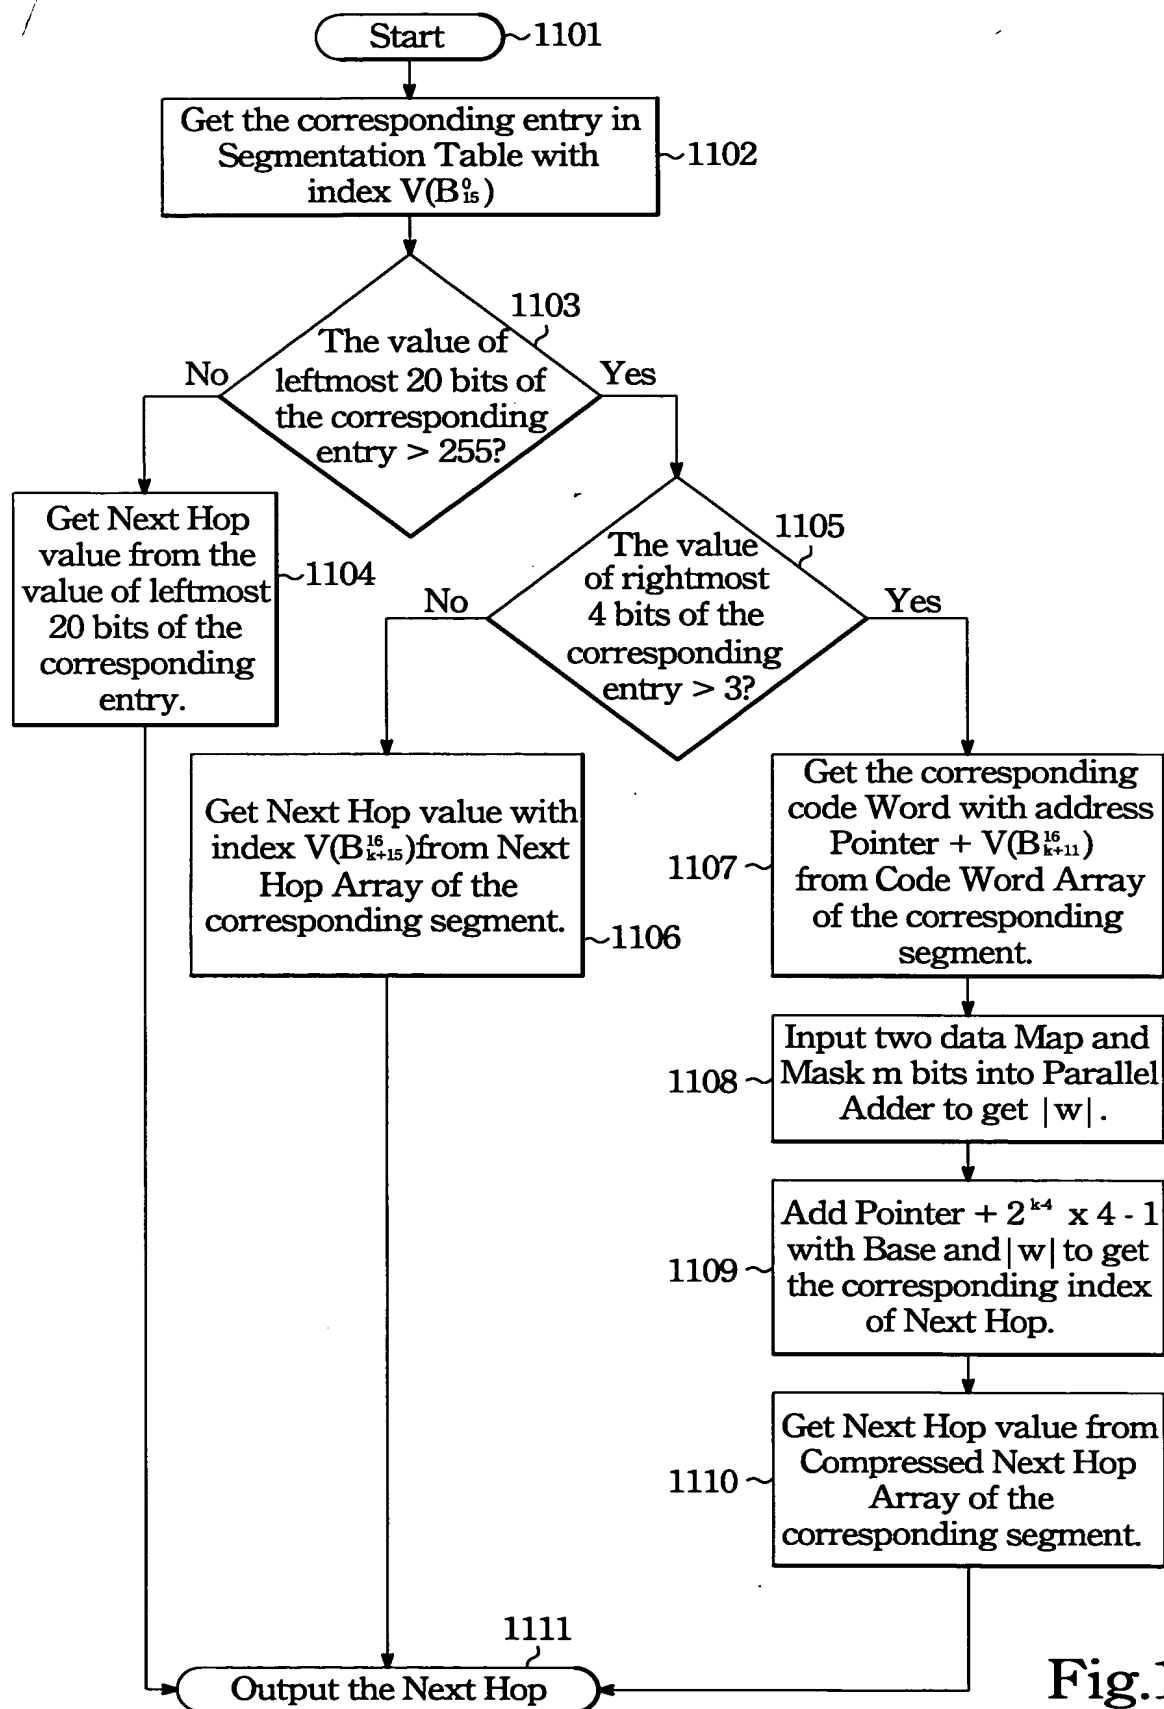 Start
1101
Get the corresponding entry in
Segmentation Table with
index V(B⁰₁₅)
1102
1103
The value of
leftmost 20 bits of
the corresponding
entry > 255?
No
Yes
Get Next Hop
value from the
value of leftmost
20 bits of the
corresponding
entry.
1104
1105
The value
of rightmost
4 bits of the
corresponding
entry > 3?
No
Yes
Get Next Hop value with
index V(B¹⁶ₖ₊₁₅)from Next
Hop Array of the
corresponding segment.
1106
Get the corresponding
code Word with address
Pointer + V(B¹⁶ₖ₊₁₁)
from Code Word Array
of the corresponding
segment.
1107
Input two data Map and
Mask m bits into Parallel
Adder to get |w|.
1108
Add Pointer + 2ᵏ⁻⁴ x 4 - 1
with Base and|w| to get
the corresponding index
of Next Hop.
1109
Get Next Hop value from
Compressed Next Hop
Array of the
corresponding segment.
1110
1111
Output the Next Hop
Fig.